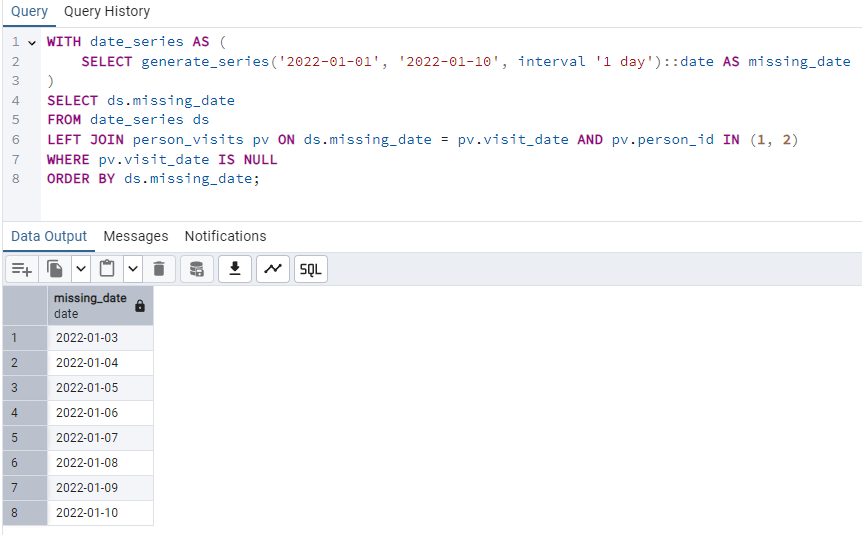 Query Query History
1 WITH date_series AS (
2 SELECT generate_series('2022-01-01', '2022-01-10', interval '1 day')::date AS missing_date
3 )
4 SELECT ds.missing_date
5 FROM date_series ds
6 LEFT JOIN person_visits pv ON ds.missing_date = pv.visit_date AND pv.person_id IN (1, 2)
7 WHERE pv.visit_date IS NULL
8 ORDER BY ds.missing_date;
Data Output Messages Notifications
SQL
missing_date
date
1 2022-01-03
2 2022-01-04
3 2022-01-05
4 2022-01-06
5 2022-01-07
6 2022-01-08
7 2022-01-09
8 2022-01-10